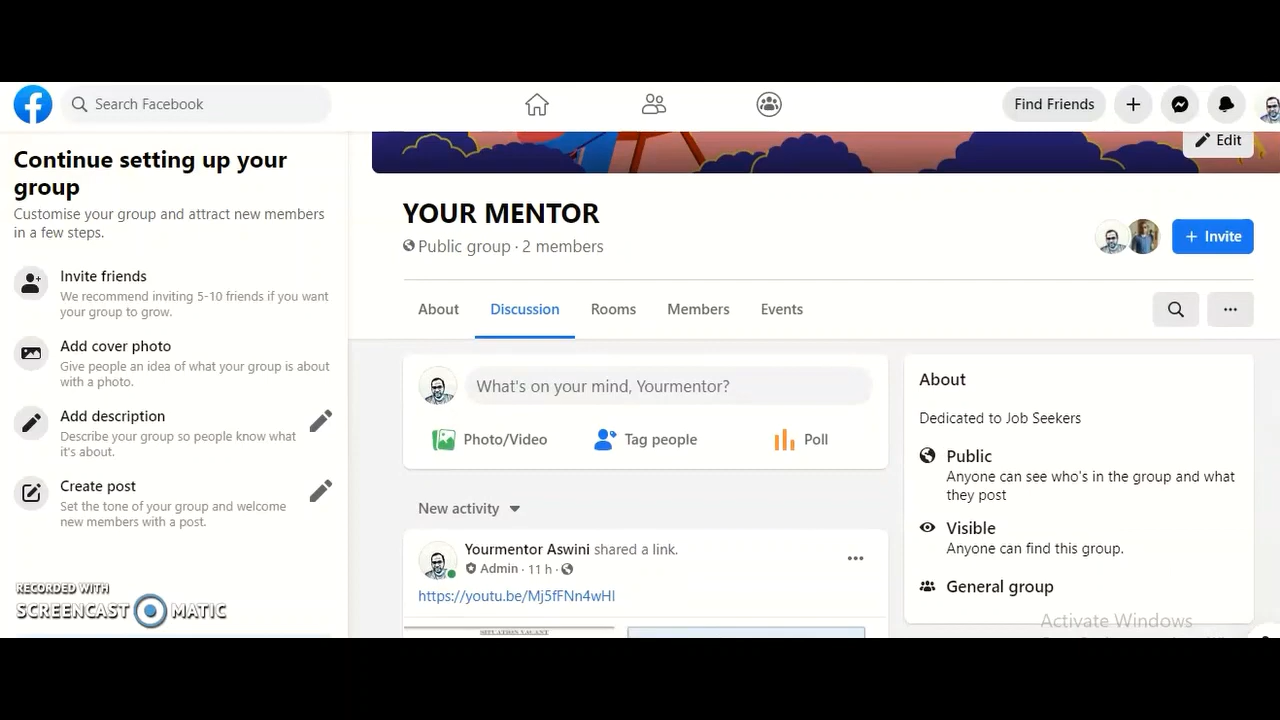 Search Facebook
Find Friends
Continue setting up your
group
Customise your group and attract new members
in a few steps.
Invite friends
We recommend inviting 5-10 friends if you want
your group to grow.
Add cover photo
Give people an idea of what your group is about
with a photo.
Add description
Describe your group so people know what
it's about.
Create post
Set the tone of your group and welcome
new members with a post.
RECORDED WITH
SCREENCAST MATIC
Edit
YOUR MENTOR
Public group · 2 members
+ Invite
About
Discussion
Rooms
Members
Events
What's on your mind, Yourmentor?
Photo/Video
Tag people
Poll
New activity
Yourmentor Aswini shared a link.
Admin · 11 h ·
https://youtu.be/Mj5fFNn4wHI
SITUATION VACANT
About
Dedicated to Job Seekers
Public
Anyone can see who's in the group and what
they post
Visible
Anyone can find this group.
General group
Activate Windows